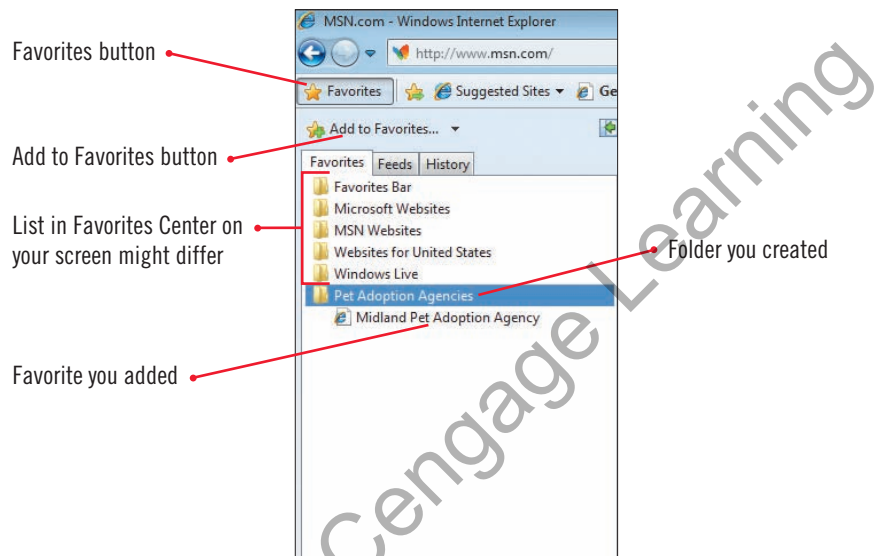 MSN.com - Windows Internet Explorer
Favorites button
http://www.msn.com/
Favorites
Suggested Sites
Ge
Add to Favorites...
Add to Favorites button
Favorites Feeds History
Favorites Bar
Microsoft Websites
List in Favorites Center on
your screen might differ
MSN Websites
Websites for United States
Windows Live
Folder you created
Pet Adoption Agencies
Midland Pet Adoption Agency
Favorite you added
Cengage Learning